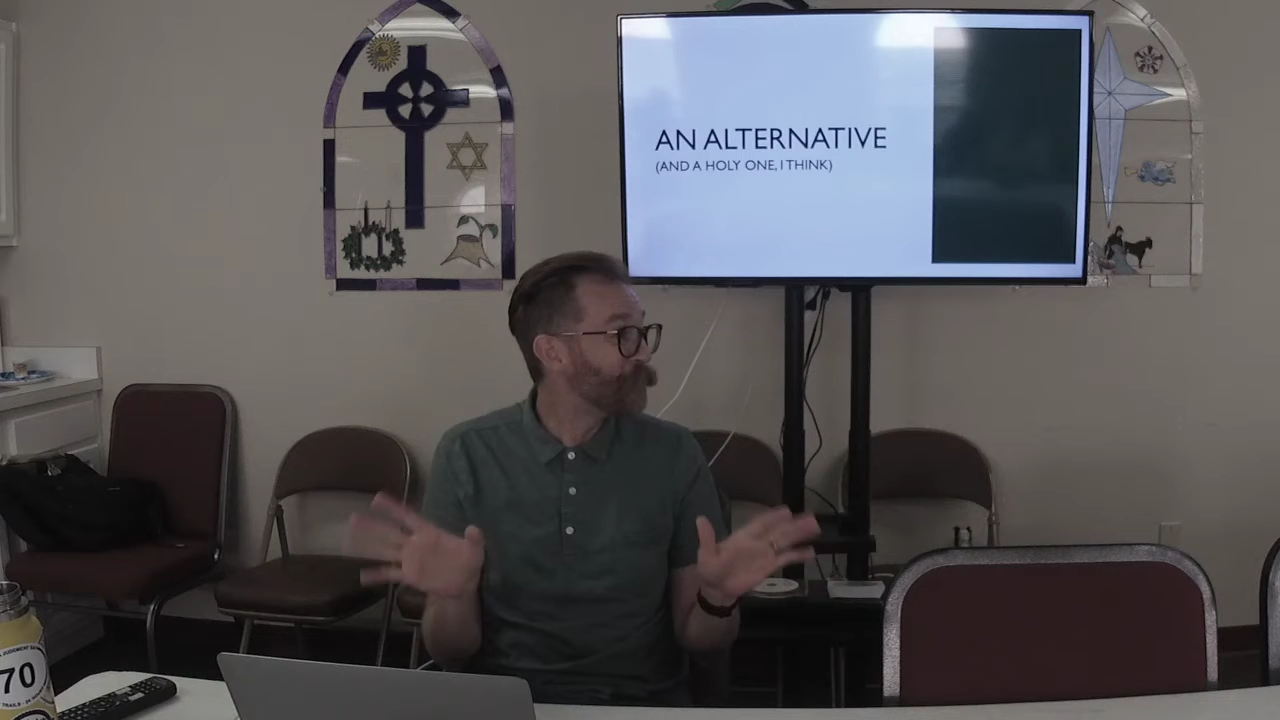 AN ALTERNATIVE
(AND A HOLY ONE, I THINK)
70